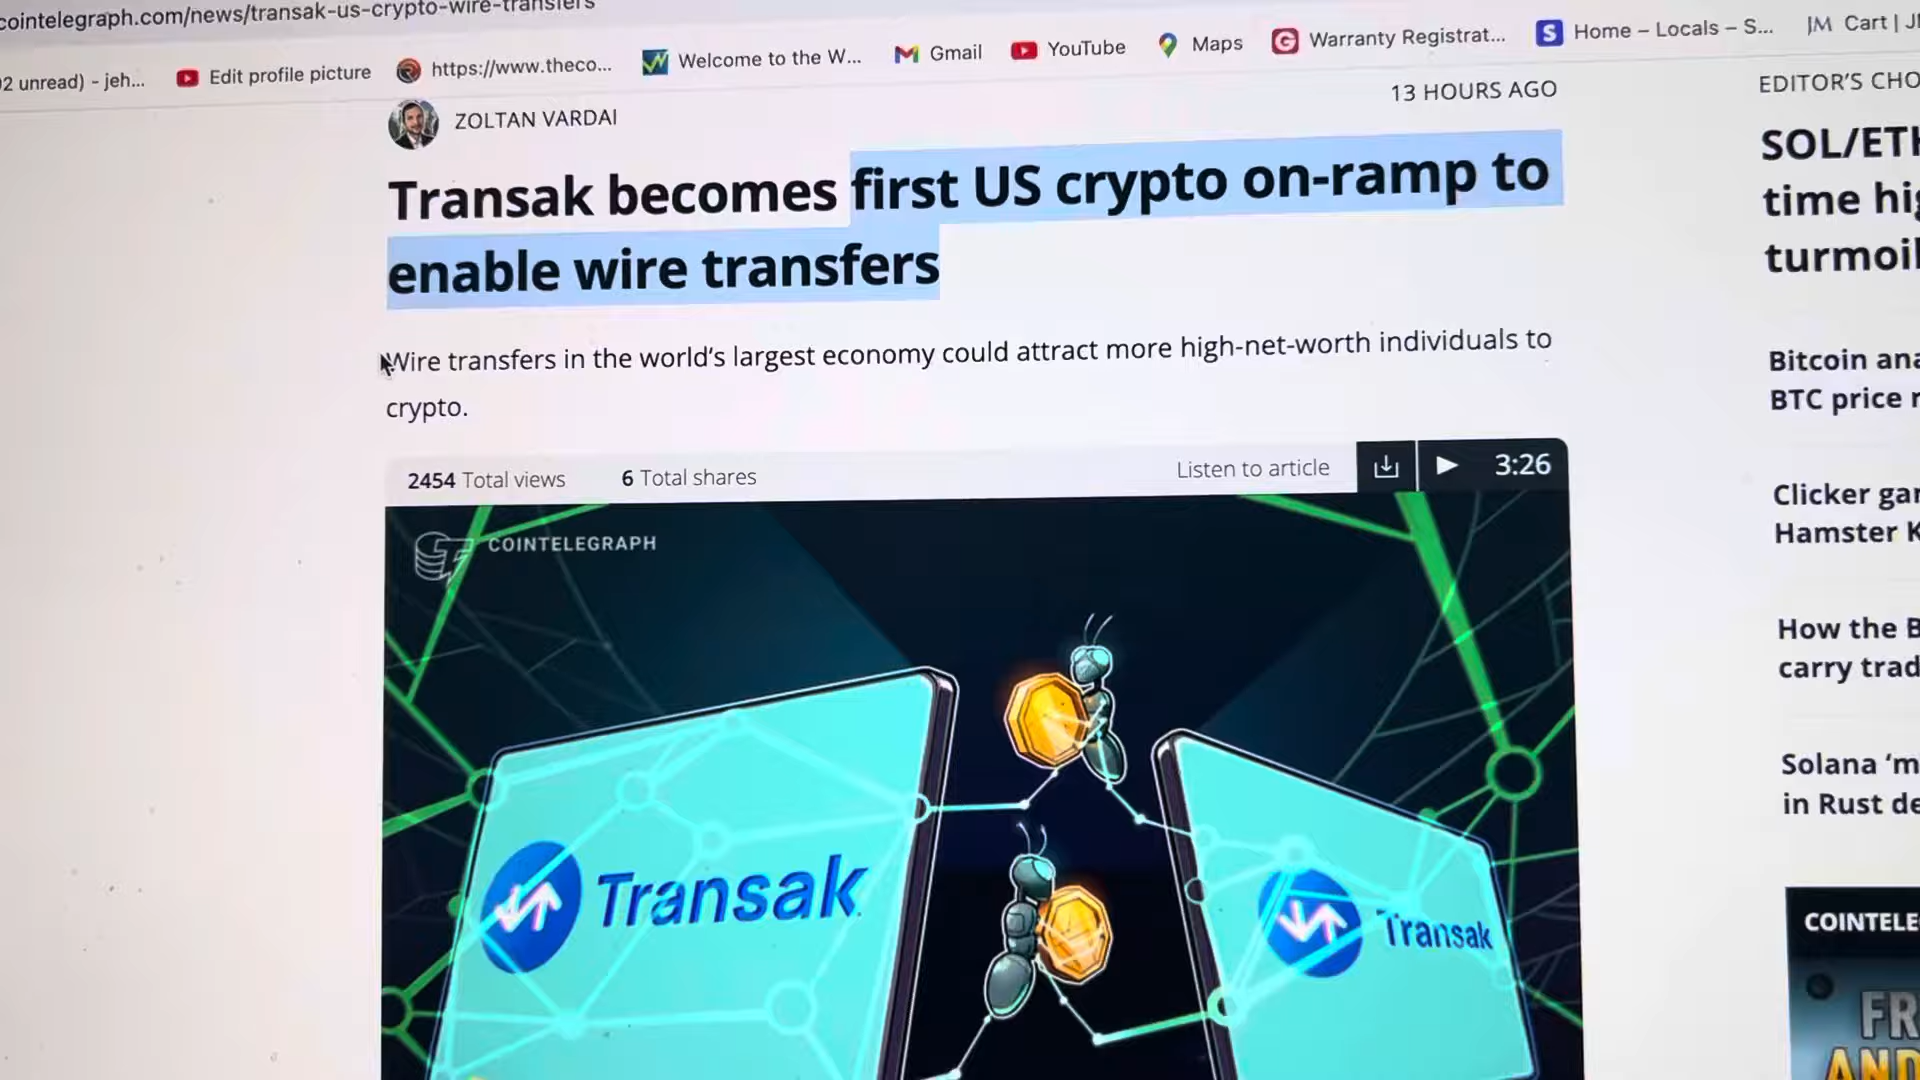 cointelegraph.com/news/transak-us-crypto-wire-transfers
2 unread) - jeh...
Edit profile picture
https://www.theco...
Welcome to the W...
Gmail
YouTube
Maps
Warranty Registrat...
Home – Locals – S...
JM Cart |
ZOLTAN VARDAI
13 HOURS AGO
Transak becomes first US crypto on-ramp to
enable wire transfers
Wire transfers in the world's largest economy could attract more high-net-worth individuals to
crypto.
2454 Total views
6 Total shares
Listen to article
3:26
COINTELEGRAPH
Transak
Transak
EDITOR'S CHO
SOL/ETH
time hig
turmoil
Bitcoin ana
BTC price r
Clicker gam
Hamster K
How the B
carry trad
Solana ‘m
in Rust de
COINTELE
FR
AND